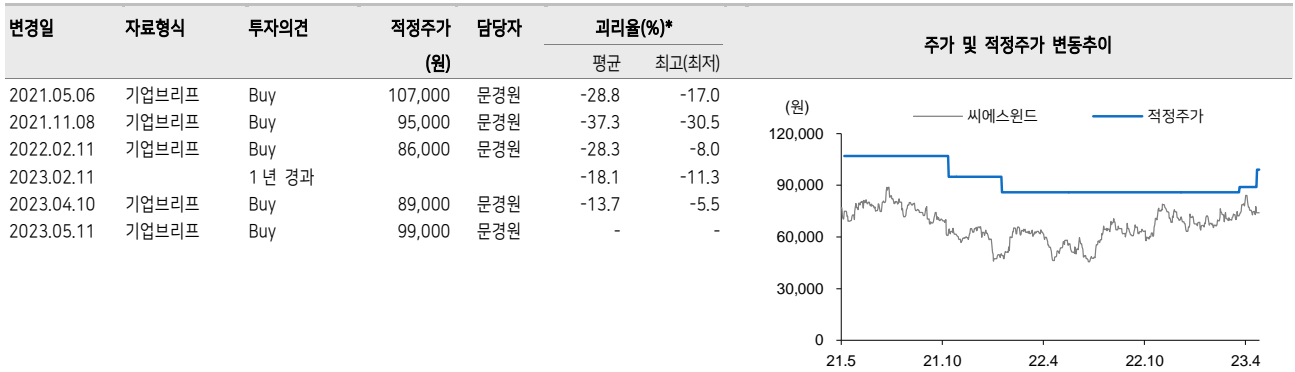 변경일 자료형식 투자의견 적정주가 담당자 괴리율(%)* 주가 및 적정주가 변동추이
(원) 평균 최고(최저)
2021.05.06 기업브리프 Buy 107,000 문경원 -28.8 -17.0
2021.11.08 기업브리프 Buy 95,000 문경원 -37.3 -30.5
2022.02.11 기업브리프 Buy 86,000 문경원 -28.3 -8.0
2023.02.11 1년 경과 -18.1 -11.3
2023.04.10 기업브리프 Buy 89,000 문경원 -13.7 -5.5
2023.05.11 기업브리프 Buy 99,000 문경원 - -
(원) 씨에스윈드 적정주가
120,000
90,000
60,000
30,000
0
21.5 21.10 22.4 22.10 23.4